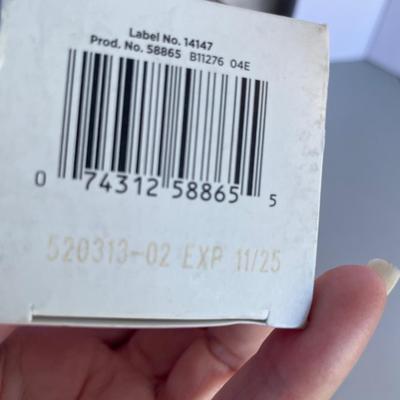 Label No. 14147
Prod. No. 58865 B11276 04E
0 74312 58865 5
520313-02 EXP 11/25